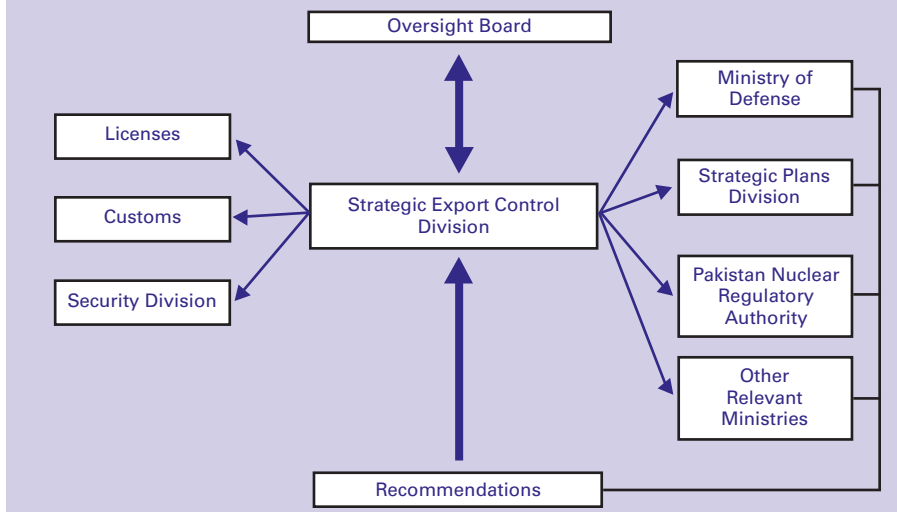 Oversight Board
Licenses
Customs
Security Division
Strategic Export Control
Division
Ministry of
Defense
Strategic Plans
Division
Pakistan Nuclear
Regulatory
Authority
Other
Relevant
Ministries
Recommendations